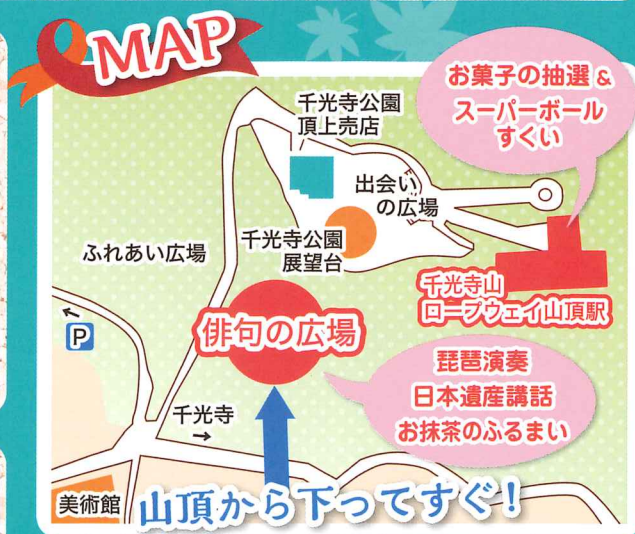 MAP
お菓子の抽選&
スーパーボール
すくい
千光寺公園
頂上売店
出会い
の広場
千光寺公園
展望台
ふれあい広場
千光寺山
ロープウェイ山頂駅
P
俳句の広場
琵琶演奏
日本遺産講話
お抹茶のふるまい
千光寺
→
美術館
山頂から下ってすぐ!